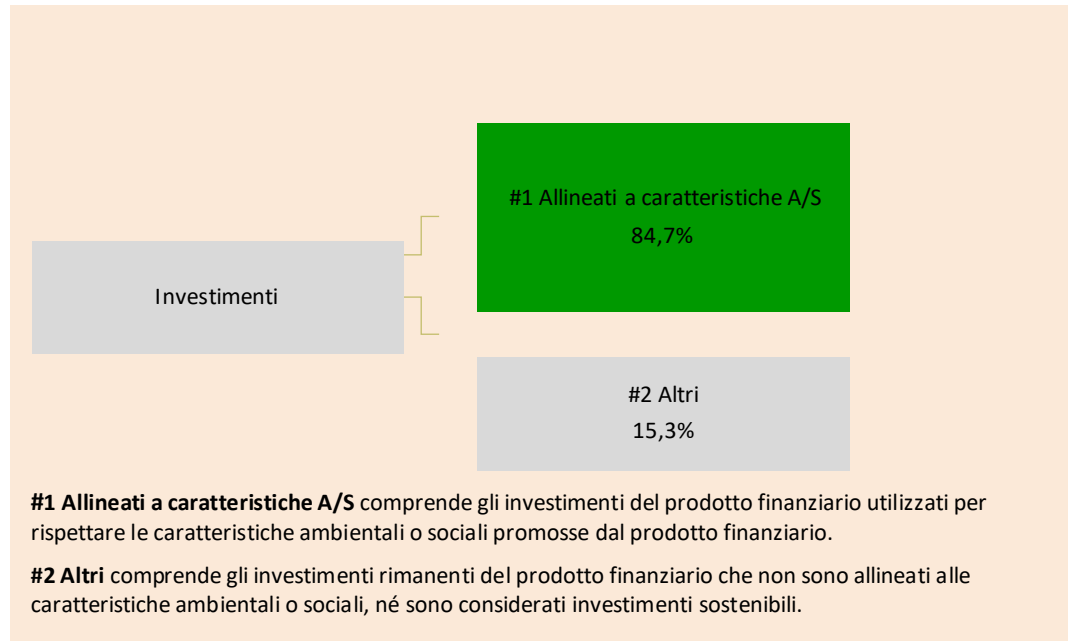 #1 Allineati a caratteristiche A/S
84,7%
Investimenti
#2 Altri
15,3%
#1 Allineati a caratteristiche A/S comprende gli investimenti del prodotto finanziario utilizzati per
rispettare le caratteristiche ambientali o sociali promosse dal prodotto finanziario.
#2 Altri comprende gli investimenti rimanenti del prodotto finanziario che non sono allineati alle
caratteristiche ambientali o sociali, né sono considerati investimenti sostenibili.